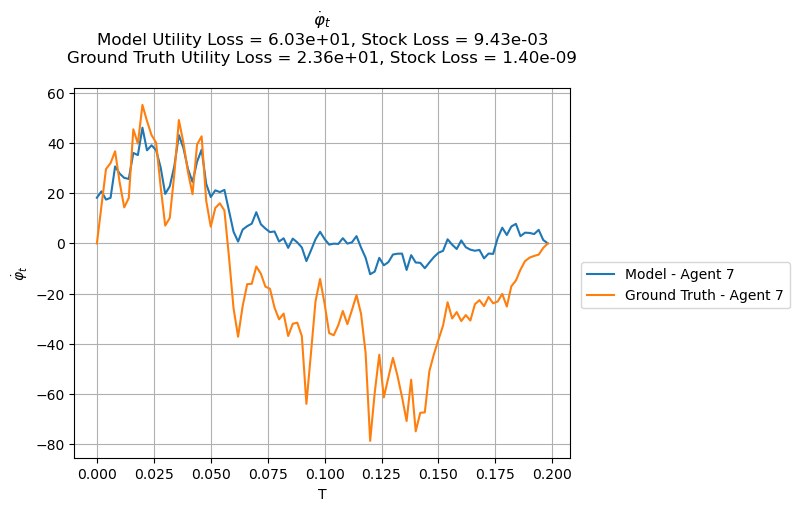 φ̇_t
Model Utility Loss = 6.03e+01, Stock Loss = 9.43e-03
Ground Truth Utility Loss = 2.36e+01, Stock Loss = 1.40e-09
60
40
20
0
−20
−40
−60
−80
φ̇_t
0.000 0.025 0.050 0.075 0.100 0.125 0.150 0.175 0.200
T
Model - Agent 7
Ground Truth - Agent 7